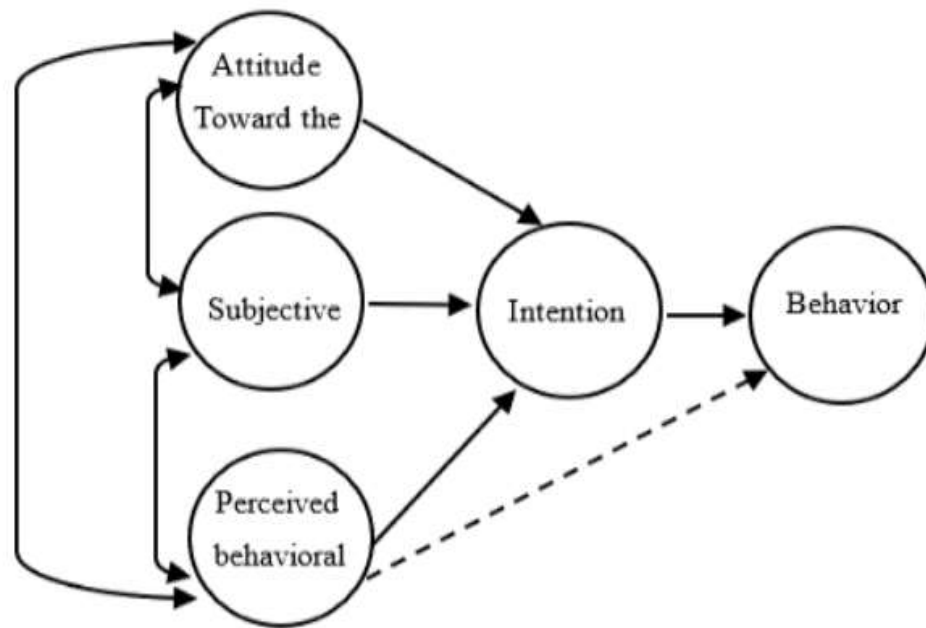 Attitude
Toward the
Subjective
Intention
Behavior
Perceived
behavioral